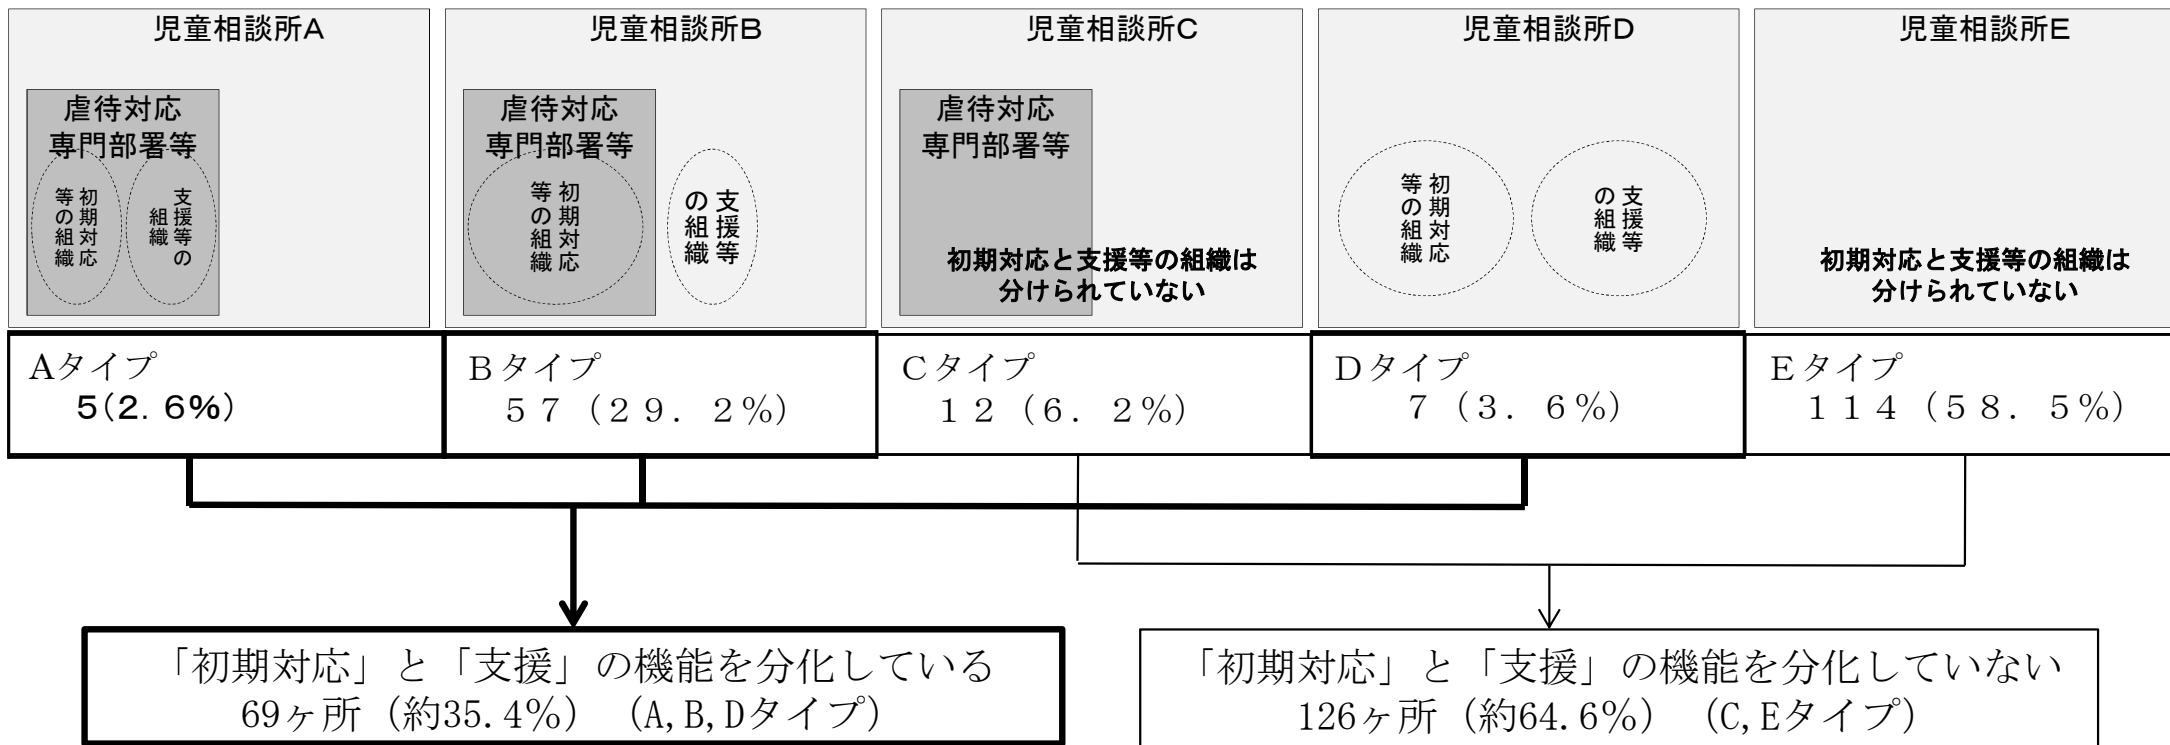 児童相談所A
虐待対応
専門部署等
初期対応
等の組織
支援等の
組織
児童相談所B
虐待対応
専門部署等
初期対応
等の組織
支援等
の組織
児童相談所C
虐待対応
専門部署等
初期対応と支援等の組織は
分けられていない
児童相談所D
初期対応
等の組織
支援等
の組織
児童相談所E
初期対応と支援等の組織は
分けられていない
Aタイプ
5(2.6%)
Bタイプ
57(29.2%)
Cタイプ
12(6.2%)
Dタイプ
7(3.6%)
Eタイプ
114(58.5%)
「初期対応」と「支援」の機能を分化している
69ヶ所（約35.4%）（A,B,Dタイプ）
「初期対応」と「支援」の機能を分化していない
126ヶ所（約64.6%）（C,Eタイプ）